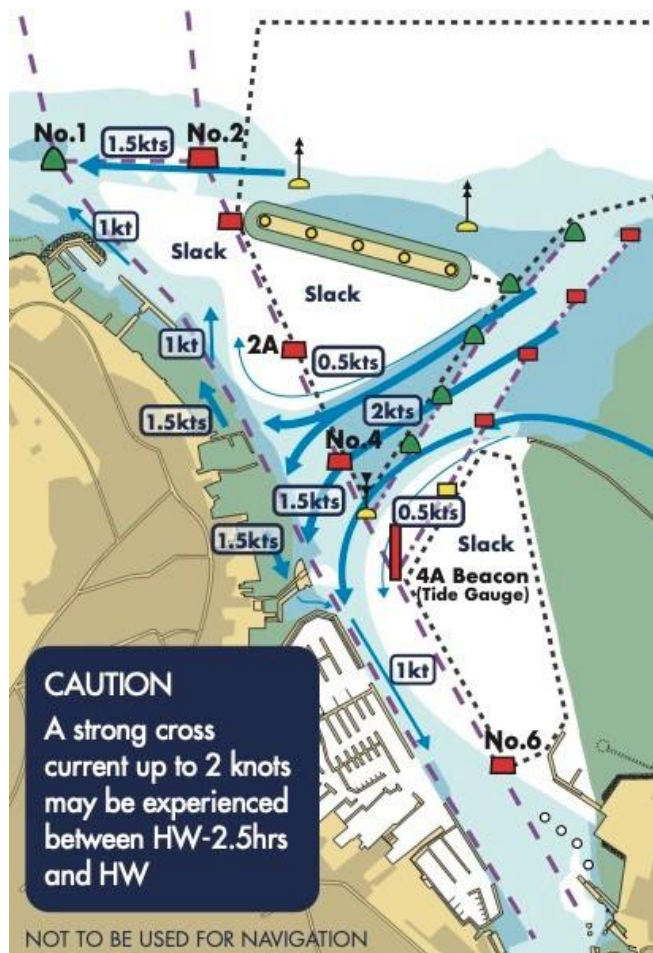 No.1
1.5kts
No.2
1kt
Slack
Slack
1kt
2A
0.5kts
1.5kts
2kts
No.4
1.5kts
0.5kts
1.5kts
Slack
4A Beacon
(Tide Gauge)
1kt
No.6
CAUTION
A strong cross
current up to 2 knots
may be experienced
between HW-2.5hrs
and HW
NOT TO BE USED FOR NAVIGATION